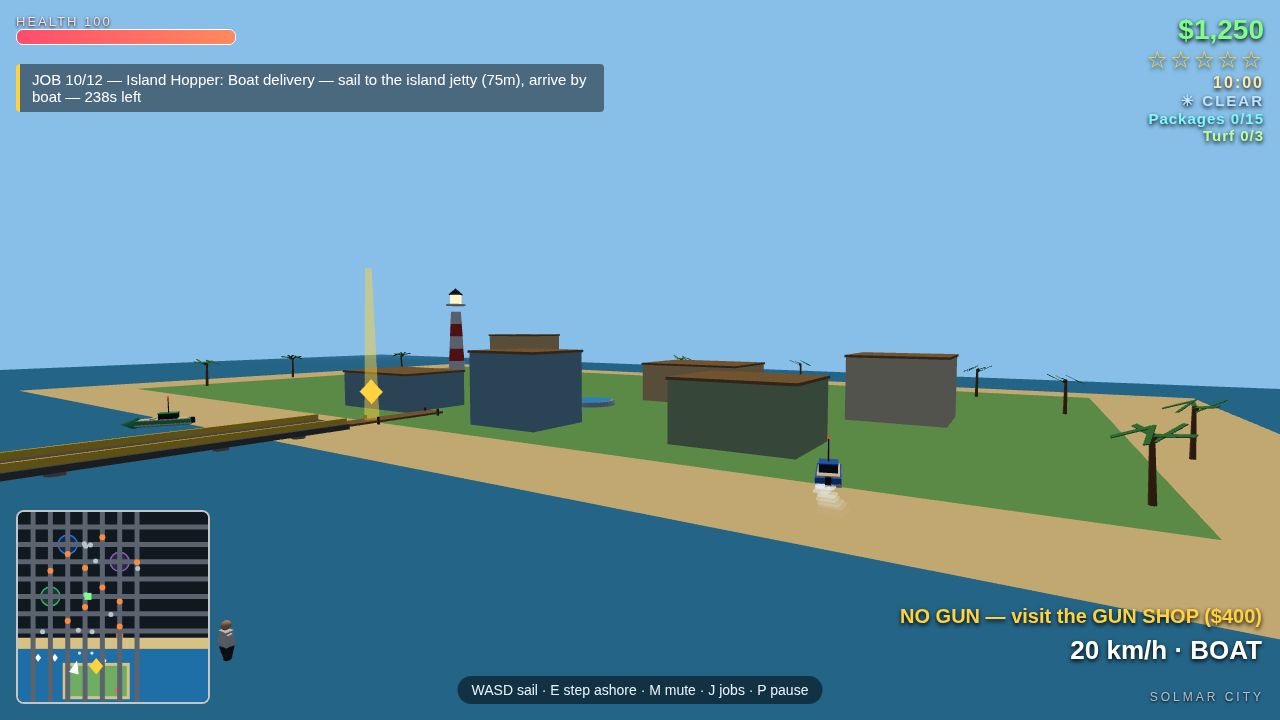 HEALTH 100
JOB 10/12 — Island Hopper: Boat delivery — sail to the island jetty (75m), arrive by
boat — 238s left
$1,250
10:00
CLEAR
Packages 0/15
Turf 0/3
NO GUN — visit the GUN SHOP ($400)
20 km/h · BOAT
WASD sail · E step ashore · M mute · J jobs · P pause
SOLMAR CITY